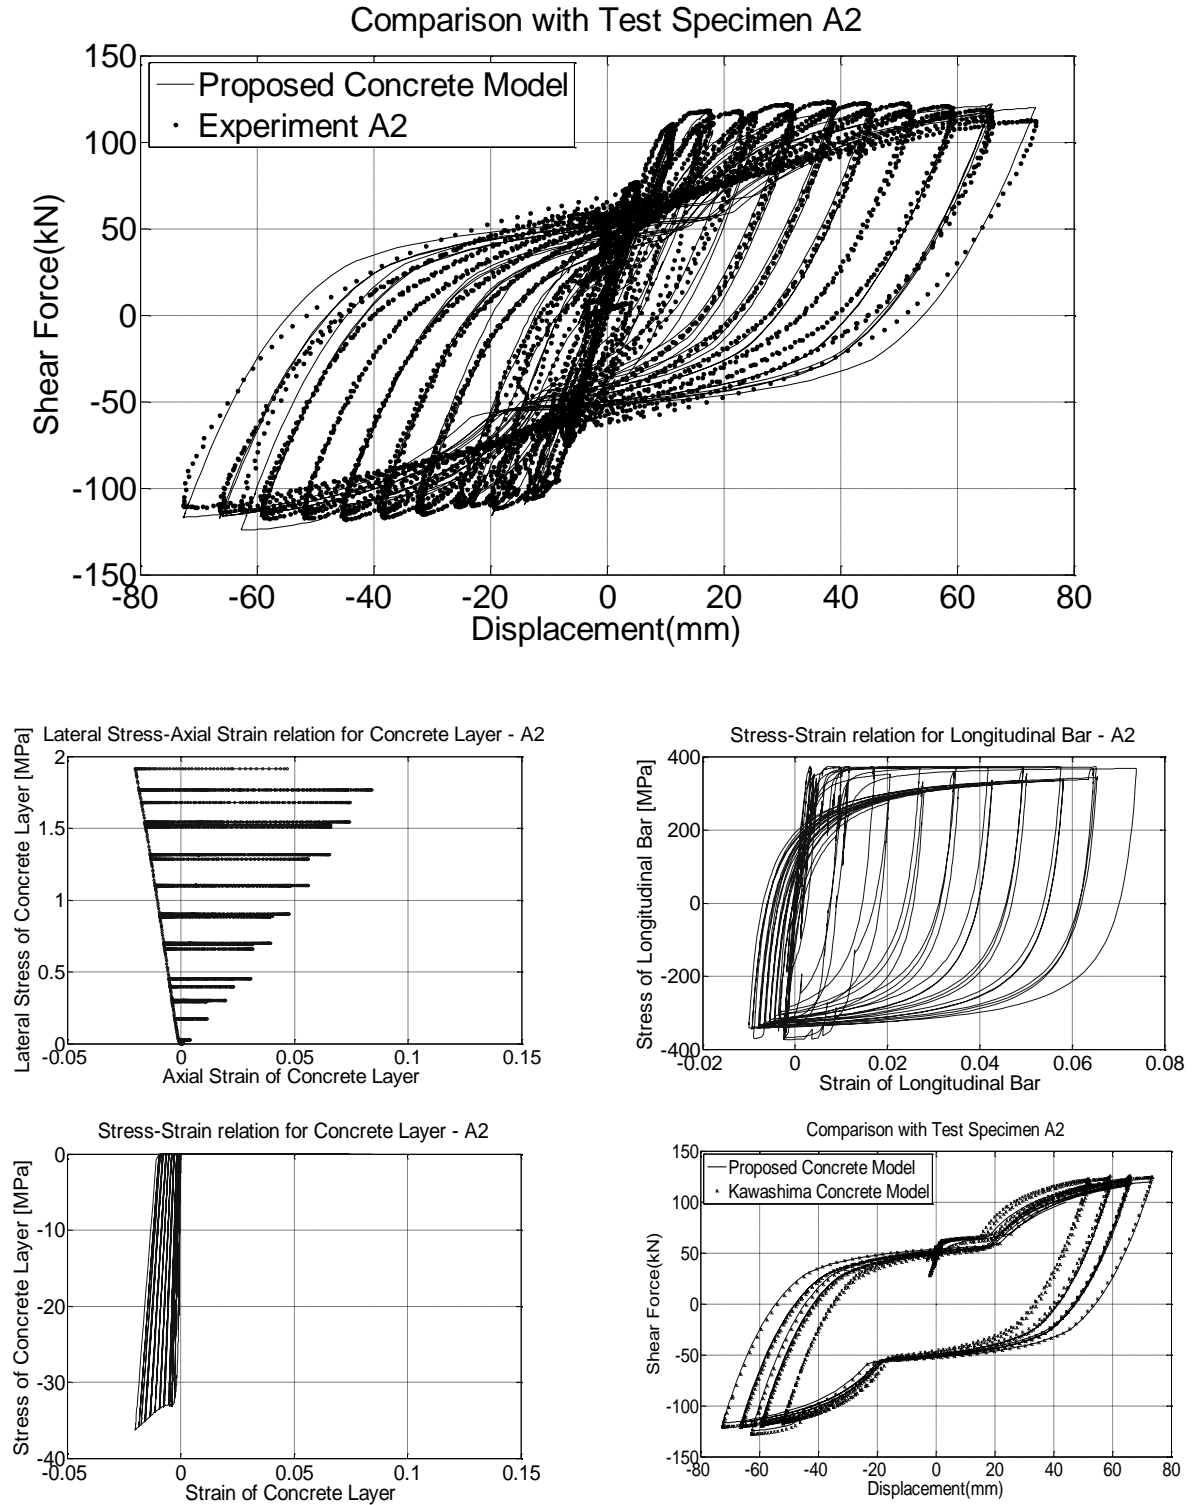 Comparison with Test Specimen A2
150
100
50
0
-50
-100
-150
Shear Force(kN)
Proposed Concrete Model
Experiment A2
-80 -60 -40 -20 0 20 40 60 80
Displacement(mm)
Lateral Stress-Axial Strain relation for Concrete Layer - A2
2
1.5
1
0.5
0
Lateral Stress of Concrete Layer [MPa]
-0.05 0 0.05 0.1 0.15
Axial Strain of Concrete Layer
Stress-Strain relation for Longitudinal Bar - A2
400
200
0
-200
-400
Stress of Longitudinal Bar [MPa]
-0.02 0 0.02 0.04 0.06 0.08
Strain of Longitudinal Bar
Stress-Strain relation for Concrete Layer - A2
0
-10
-20
-30
-40
Stress of Concrete Layer [MPa]
-0.05 0 0.05 0.1 0.15
Strain of Concrete Layer
Comparison with Test Specimen A2
150
100
50
0
-50
-100
-150
Shear Force(kN)
Proposed Concrete Model
Kawashima Concrete Model
-80 -60 -40 -20 0 20 40 60 80
Displacement(mm)